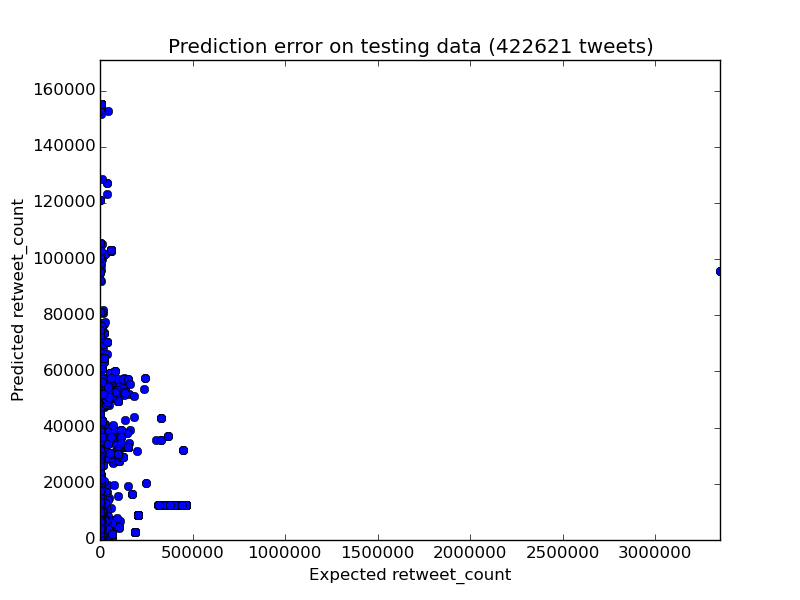 Prediction error on testing data (422621 tweets)
160000
140000
120000
100000
80000
60000
40000
20000
0
Predicted retweet_count
0 500000 1000000 1500000 2000000 2500000 3000000
Expected retweet_count